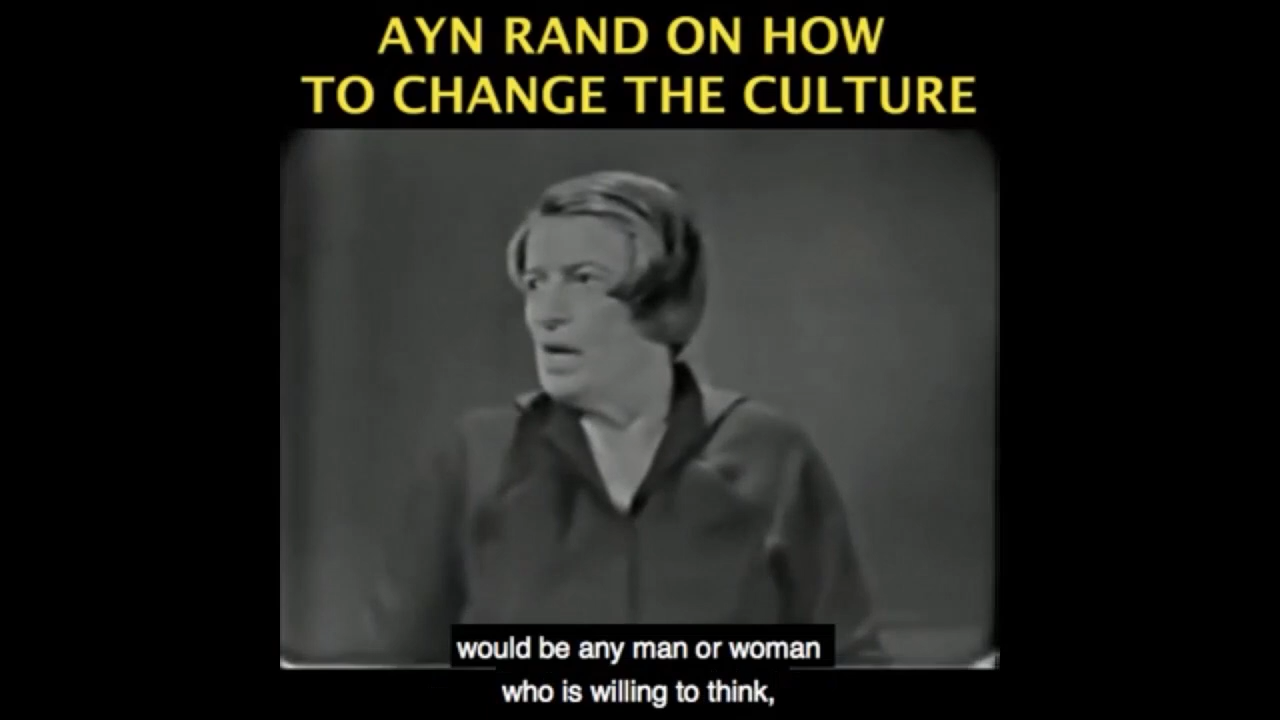 AYN RAND ON HOW
TO CHANGE THE CULTURE
would be any man or woman
who is willing to think,